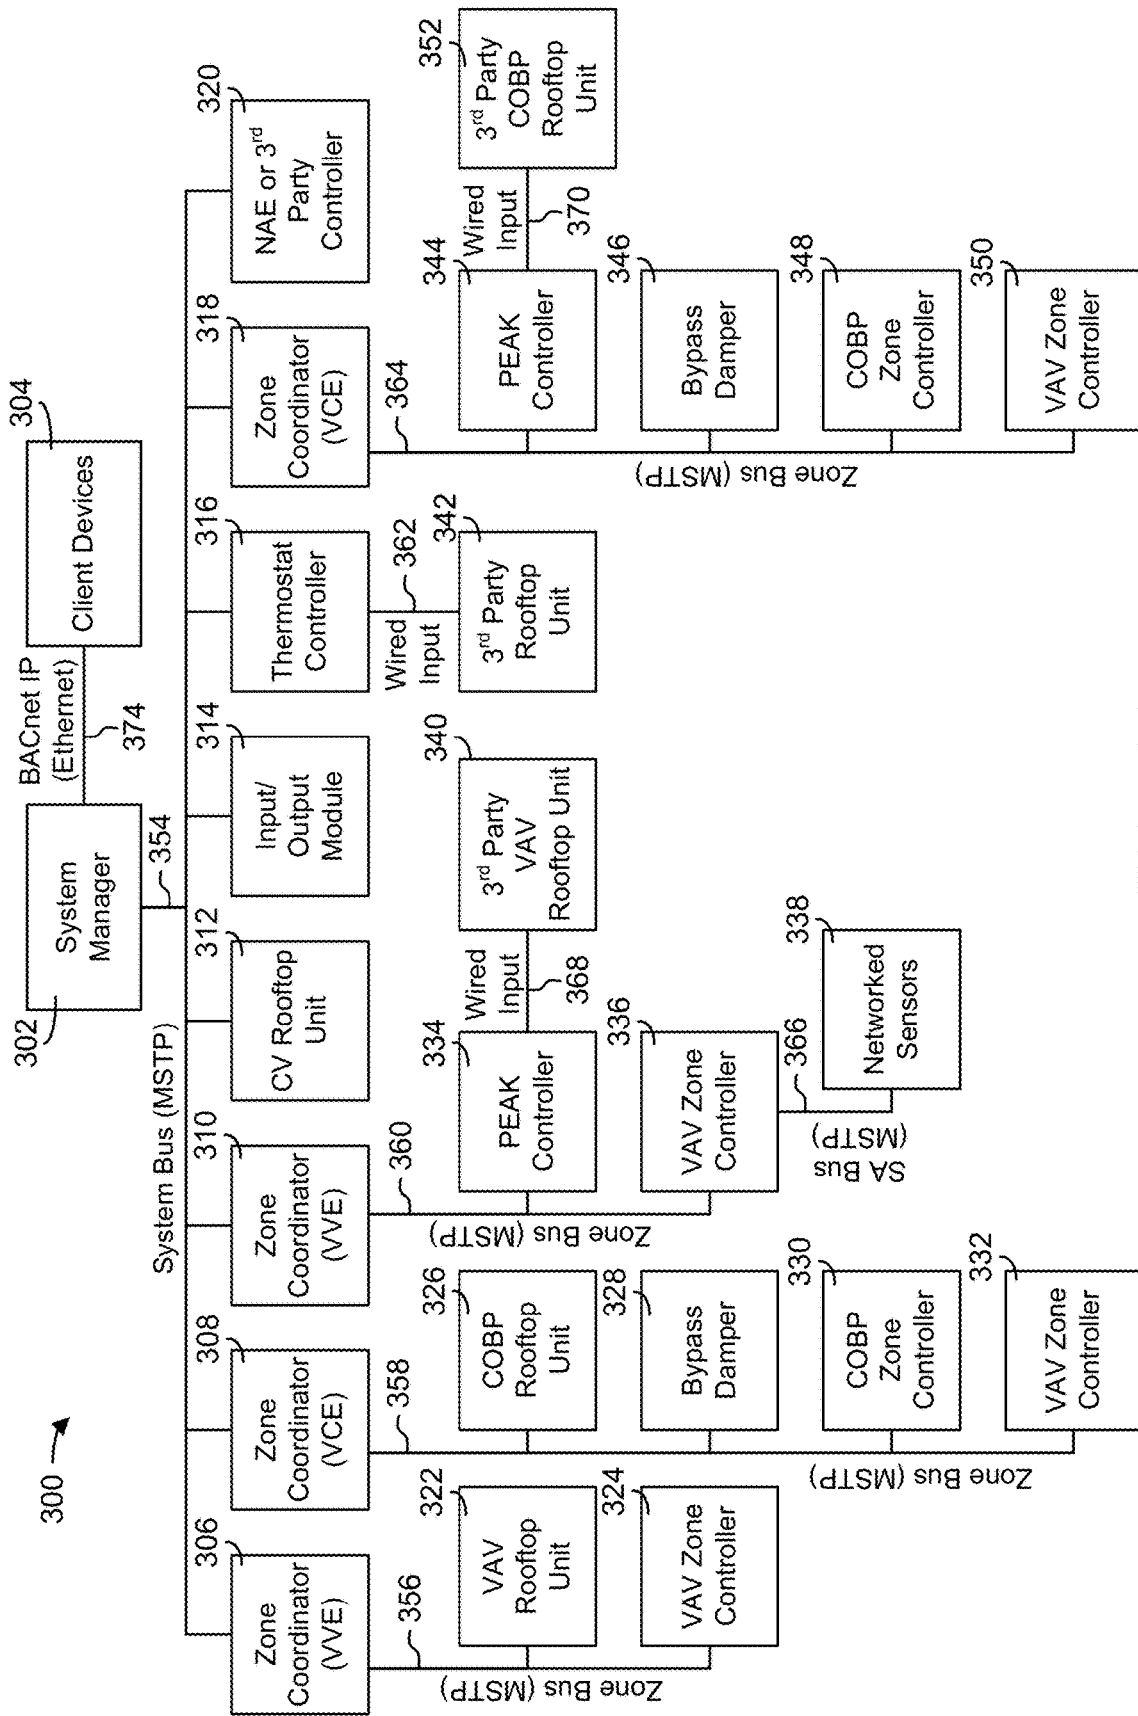 300
302
System
Manager
BACnet IP
(Ethernet)
374
304
Client Devices
354
System Bus (MSTP)
306
Zone
Coordinator
(VVE)
308
Zone
Coordinator
(VCE)
310
Zone
Coordinator
(VVE)
312
CV Rooftop
Unit
314
Input/
Output
Module
316
Thermostat
Controller
318
Zone
Coordinator
(VCE)
320
NAE or 3rd
Party
Controller
356
Zone Bus (MSTP)
322
VAV
Rooftop
Unit
324
VAV Zone
Controller
358
Zone Bus (MSTP)
326
COBP
Rooftop
Unit
328
Bypass
Damper
330
COBP
Zone
Controller
332
VAV Zone
Controller
360
Zone Bus (MSTP)
334
PEAK
Controller
Wired
Input
368
340
3rd Party
VAV
Rooftop Unit
336
VAV Zone
Controller
366
SA Bus
(MSTP)
338
Networked
Sensors
Wired
Input
362
342
3rd Party
Rooftop
Unit
364
Zone Bus (MSTP)
344
PEAK
Controller
Wired
Input
370
352
3rd Party
COBP
Rooftop
Unit
346
Bypass
Damper
348
COBP
Zone
Controller
350
VAV Zone
Controller